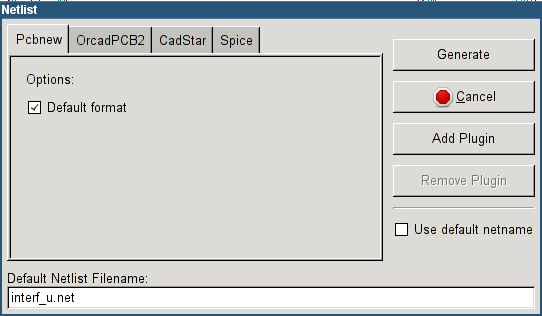 Netlist
Pcbnew OrcadPCB2 CadStar Spice
Options:
Default format
Generate
Cancel
Add Plugin
Remove Plugin
Use default netname
Default Netlist Filename:
interf_u.net